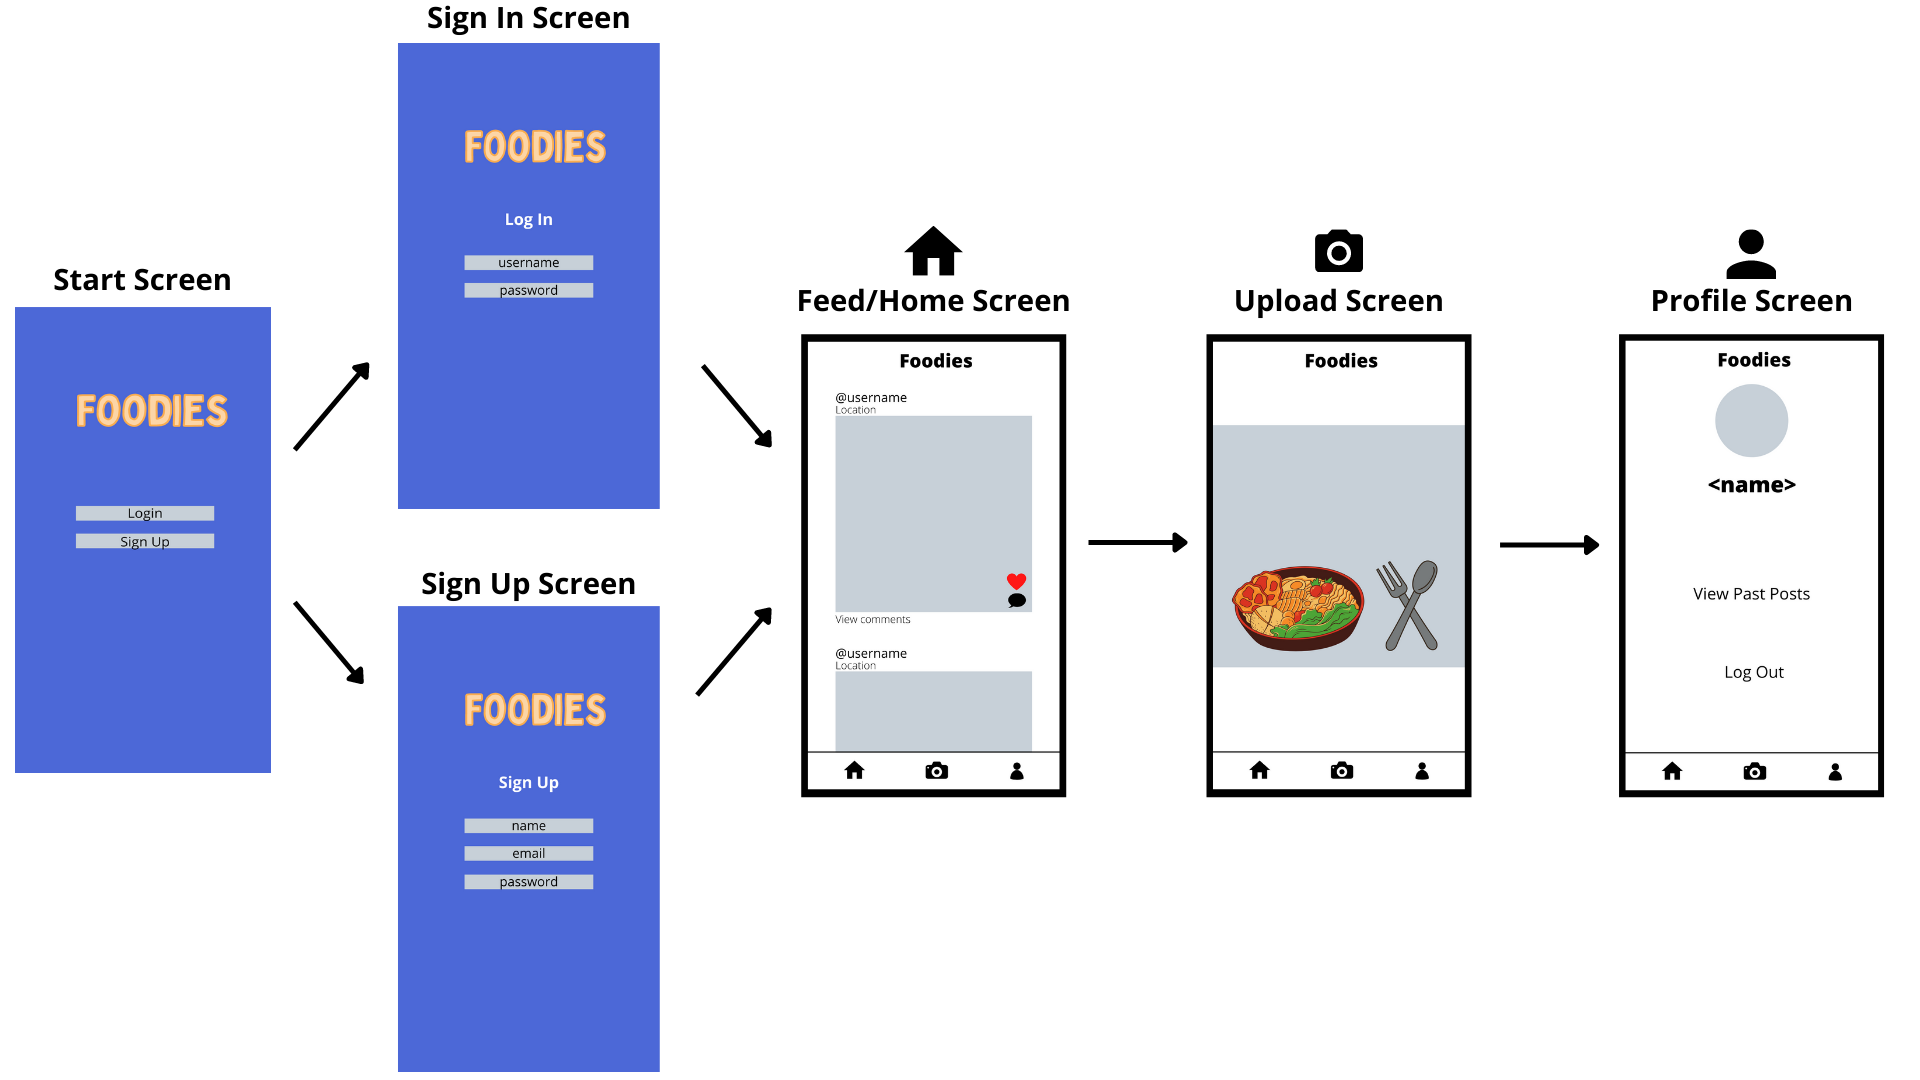 Start Screen
FOODIES
Login
Sign Up
Sign In Screen
FOODIES
Log In
username
password
Sign Up Screen
FOODIES
Sign Up
name
email
password
Feed/Home Screen
Foodies
@username
Location
View comments
@username
Location
Upload Screen
Foodies
Profile Screen
Foodies
<name>
View Past Posts
Log Out